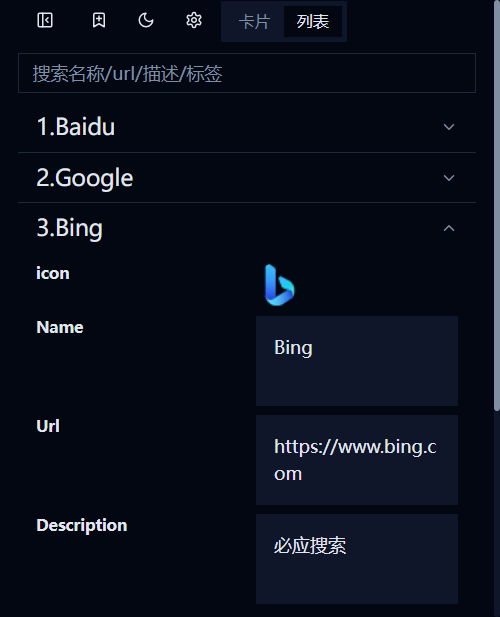 卡片 列表
搜索名称/url/描述/标签
1.Baidu
2.Google
3.Bing
icon
Name
Bing
Url
https://www.bing.c
om
Description
必应搜索